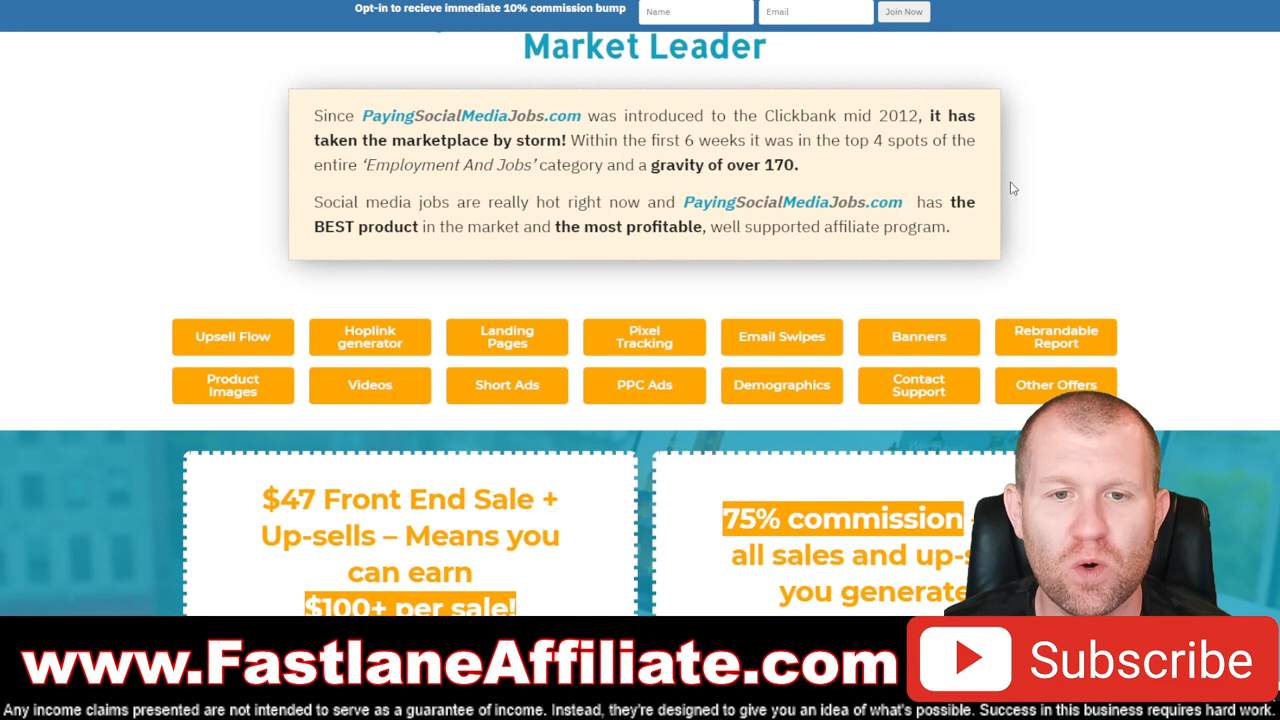 Opt-in to recieve immediate 10% commission bump Name Email Join Now
Market Leader
Since PayingSocialMediaJobs.com was introduced to the Clickbank mid 2012, it has
taken the marketplace by storm! Within the first 6 weeks it was in the top 4 spots of the
entire ‘Employment And Jobs’ category and a gravity of over 170.
Social media jobs are really hot right now and PayingSocialMediaJobs.com has the
BEST product in the market and the most profitable, well supported affiliate program.
Upsell Flow
Hoplink
generator
Landing
Pages
Pixel
Tracking
Email Swipes
Banners
Rebrandable
Report
Product
Images
Videos
Short Ads
PPC Ads
Demographics
Contact
Support
Other Offers
$47 Front End Sale +
Up-sells – Means you
can earn
$100+ per sale!
75% commission
all sales and
you generate
www.FastlaneAffiliate.com
Subscribe
Any income claims presented are not intended to serve as a guarantee of income. Instead, they're designed to give you an idea of what's possible. Success in this business requires hard work.